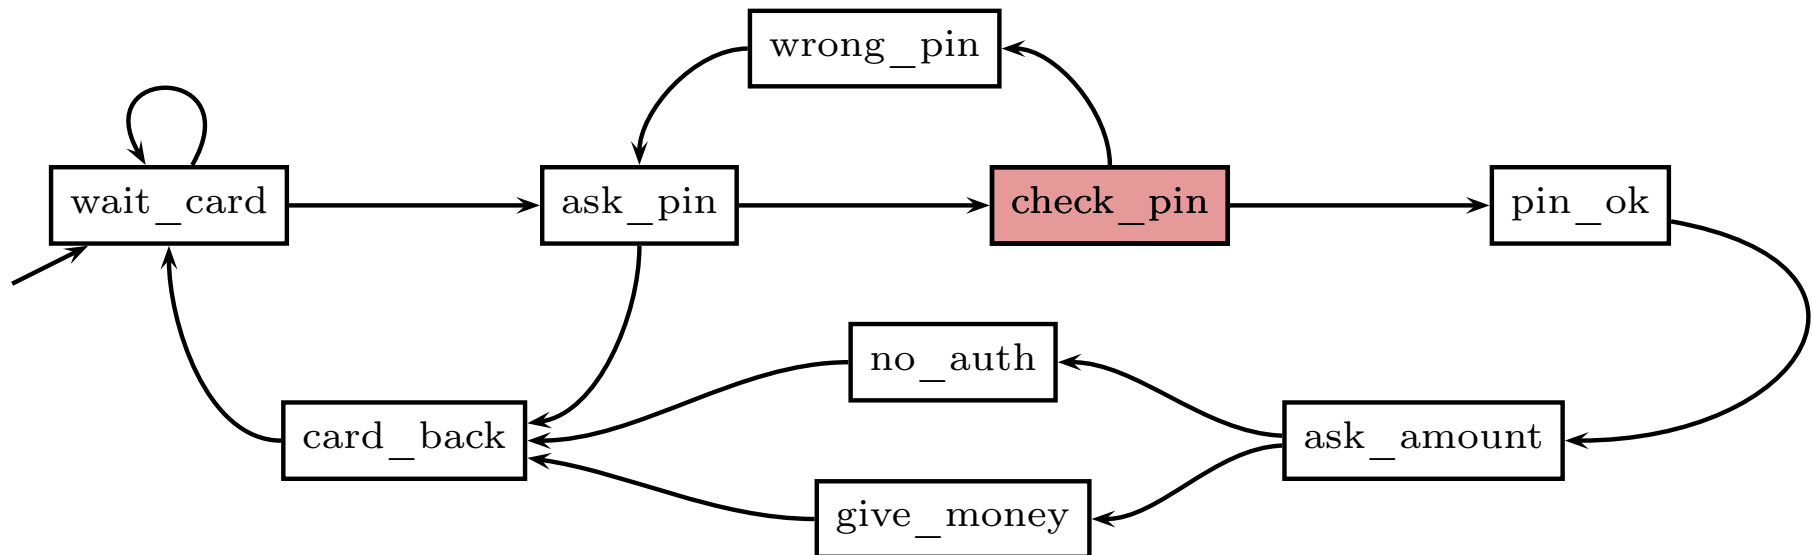 wrong_pin
wait_card
ask_pin
check_pin
pin_ok
no_auth
card_back
ask_amount
give_money